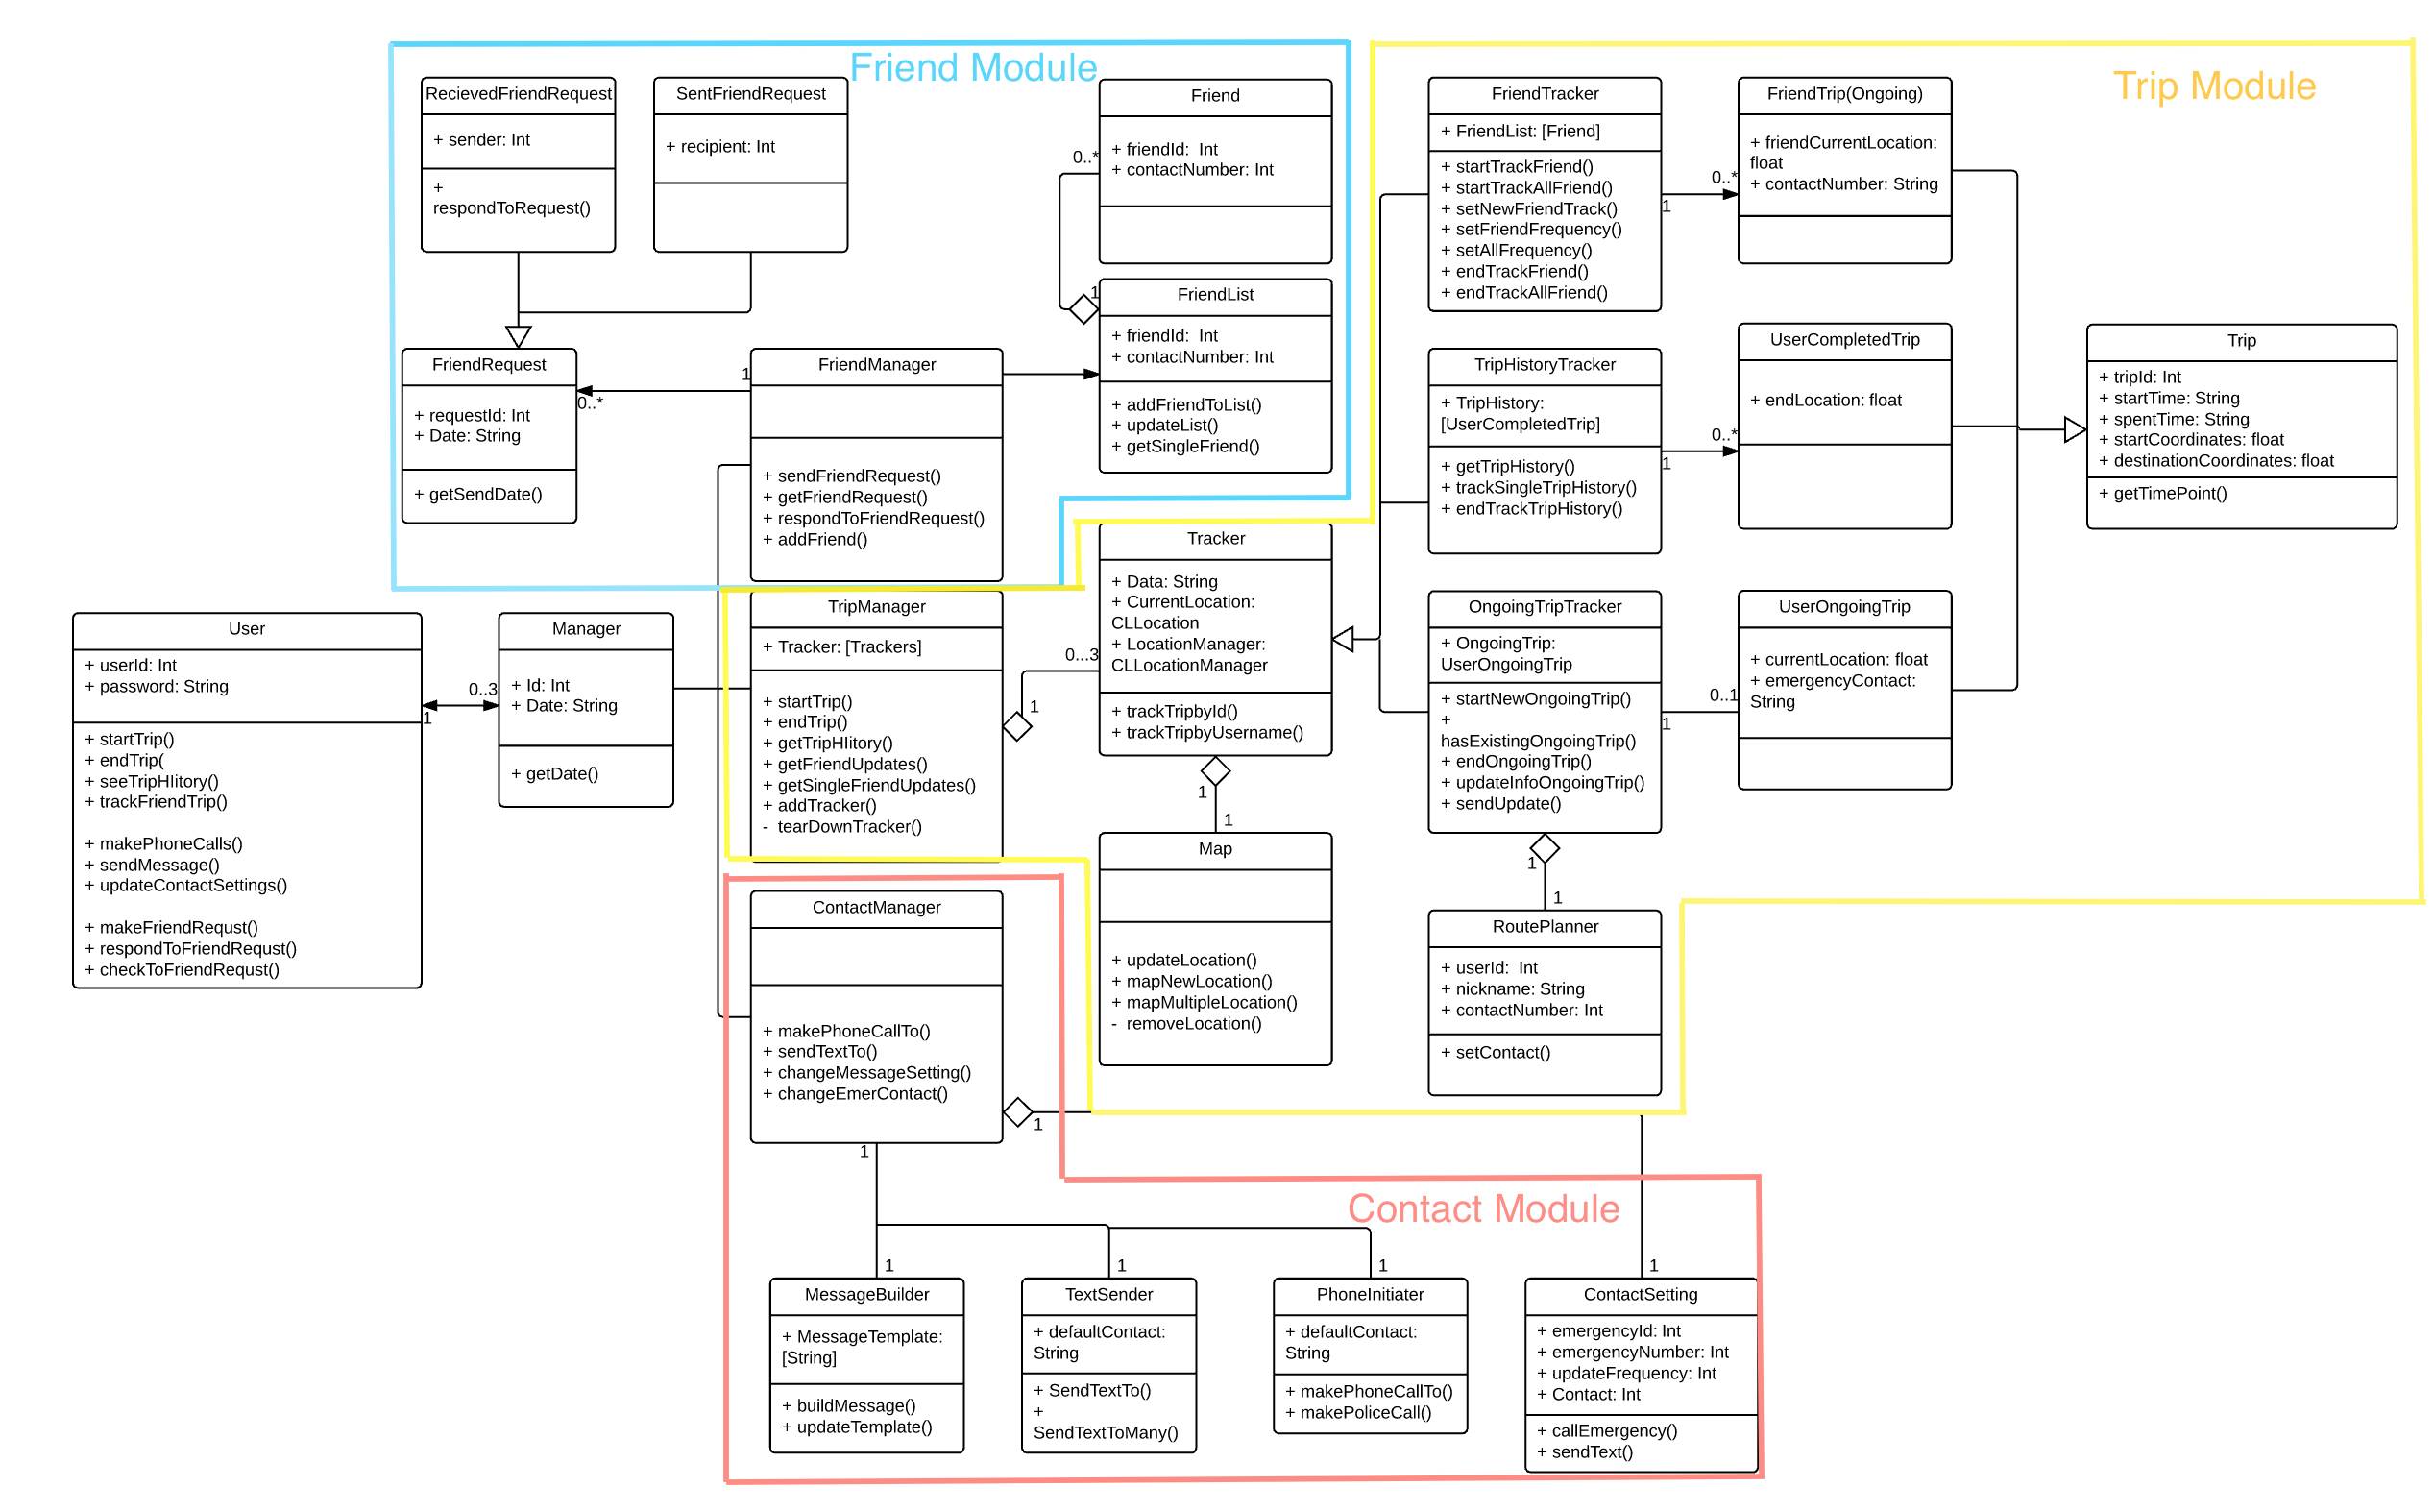 Friend Module
Trip Module
RecievedFriendRequest
+ sender: Int
+
respondToRequest()
SentFriendRequest
+ recipient: Int
Friend
+ friendId:  Int
+ contactNumber: Int
0..*
1
FriendList
+ friendId:  Int
+ contactNumber: Int
+ addFriendToList()
+ updateList()
+ getSingleFriend()
FriendRequest
+ requestId: Int
+ Date: String
+ getSendDate()
1
0..*
FriendManager
+ sendFriendRequest()
+ getFriendRequest()
+ respondToFriendRequest()
+ addFriend()
FriendTracker
+ FriendList: [Friend]
+ startTrackFriend()
+ startTrackAllFriend()
+ setNewFriendTrack()
+ setFriendFrequency()
+ setAllFrequency()
+ endTrackFriend()
+ endTrackAllFriend()
0..*
1
FriendTrip(Ongoing)
+ friendCurrentLocation:
float
+ contactNumber: String
TripHistoryTracker
+ TripHistory:
[UserCompletedTrip]
+ getTripHistory()
+ trackSingleTripHistory()
+ endTrackTripHistory()
0..*
1
UserCompletedTrip
+ endLocation: float
Trip
+ tripId: Int
+ startTime: String
+ spentTime: String
+ startCoordinates: float
+ destinationCoordinates: float
+ getTimePoint()
User
+ userId: Int
+ password: String
+ startTrip()
+ endTrip(
+ seeTripHIitory()
+ trackFriendTrip()
+ makePhoneCalls()
+ sendMessage()
+ updateContactSettings()
+ makeFriendRequst()
+ respondToFriendRequst()
+ checkToFriendRequst()
0..3
1
Manager
+ Id: Int
+ Date: String
+ getDate()
TripManager
+ Tracker: [Trackers]
+ startTrip()
+ endTrip()
+ getTripHIitory()
+ getFriendUpdates()
+ getSingleFriendUpdates()
+ addTracker()
-  tearDownTracker()
0...3
1
Tracker
+ Data: String
+ CurrentLocation:
CLLocation
+ LocationManager:
CLLocationManager
+ trackTripbyId()
+ trackTripbyUsername()
1
1
OngoingTripTracker
+ OngoingTrip:
UserOngoingTrip
+ startNewOngoingTrip()
+
hasExistingOngoingTrip()
+ endOngoingTrip()
+ updateInfoOngoingTrip()
+ sendUpdate()
0..1
1
UserOngoingTrip
+ currentLocation: float
+ emergencyContact:
String
1
1
Map
+ updateLocation()
+ mapNewLocation()
+ mapMultipleLocation()
-  removeLocation()
RoutePlanner
+ userId:  Int
+ nickname: String
+ contactNumber: Int
+ setContact()
ContactManager
+ makePhoneCallTo()
+ sendTextTo()
+ changeMessageSetting()
+ changeEmerContact()
1
1
Contact Module
1
1
1
1
MessageBuilder
+ MessageTemplate:
[String]
+ buildMessage()
+ updateTemplate()
TextSender
+ defaultContact:
String
+ SendTextTo()
+
SendTextToMany()
PhoneInitiater
+ defaultContact:
String
+ makePhoneCallTo()
+ makePoliceCall()
ContactSetting
+ emergencyId: Int
+ emergencyNumber: Int
+ updateFrequency: Int
+ Contact: Int
+ callEmergency()
+ sendText()